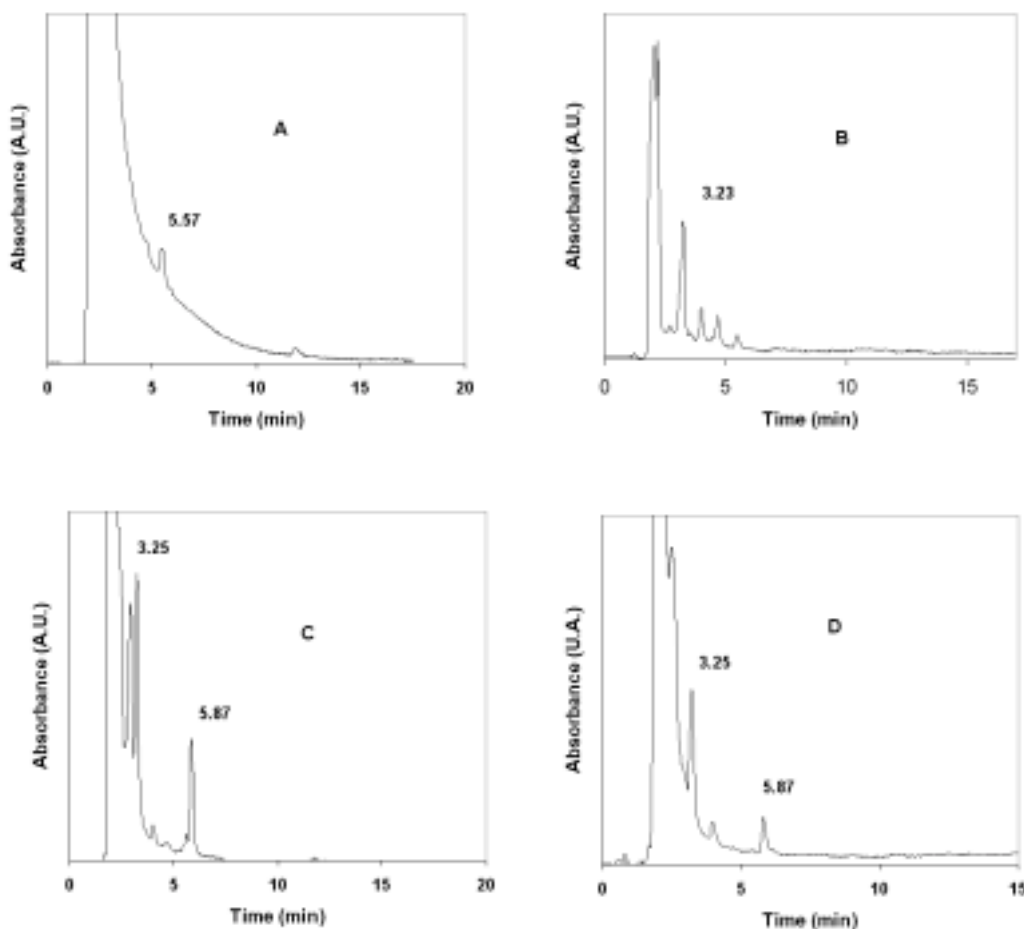 A
5.57
Absorbance (A.U.)
0 5 10 15 20
Time (min)
B
3.23
Absorbance (A.U.)
0 5 10 15
Time (min)
C
3.25
5.87
Absorbance (A.U.)
0 5 10 15 20
Time (min)
D
3.25
5.87
Absorbance (U.A.)
0 5 10 15
Time (min)